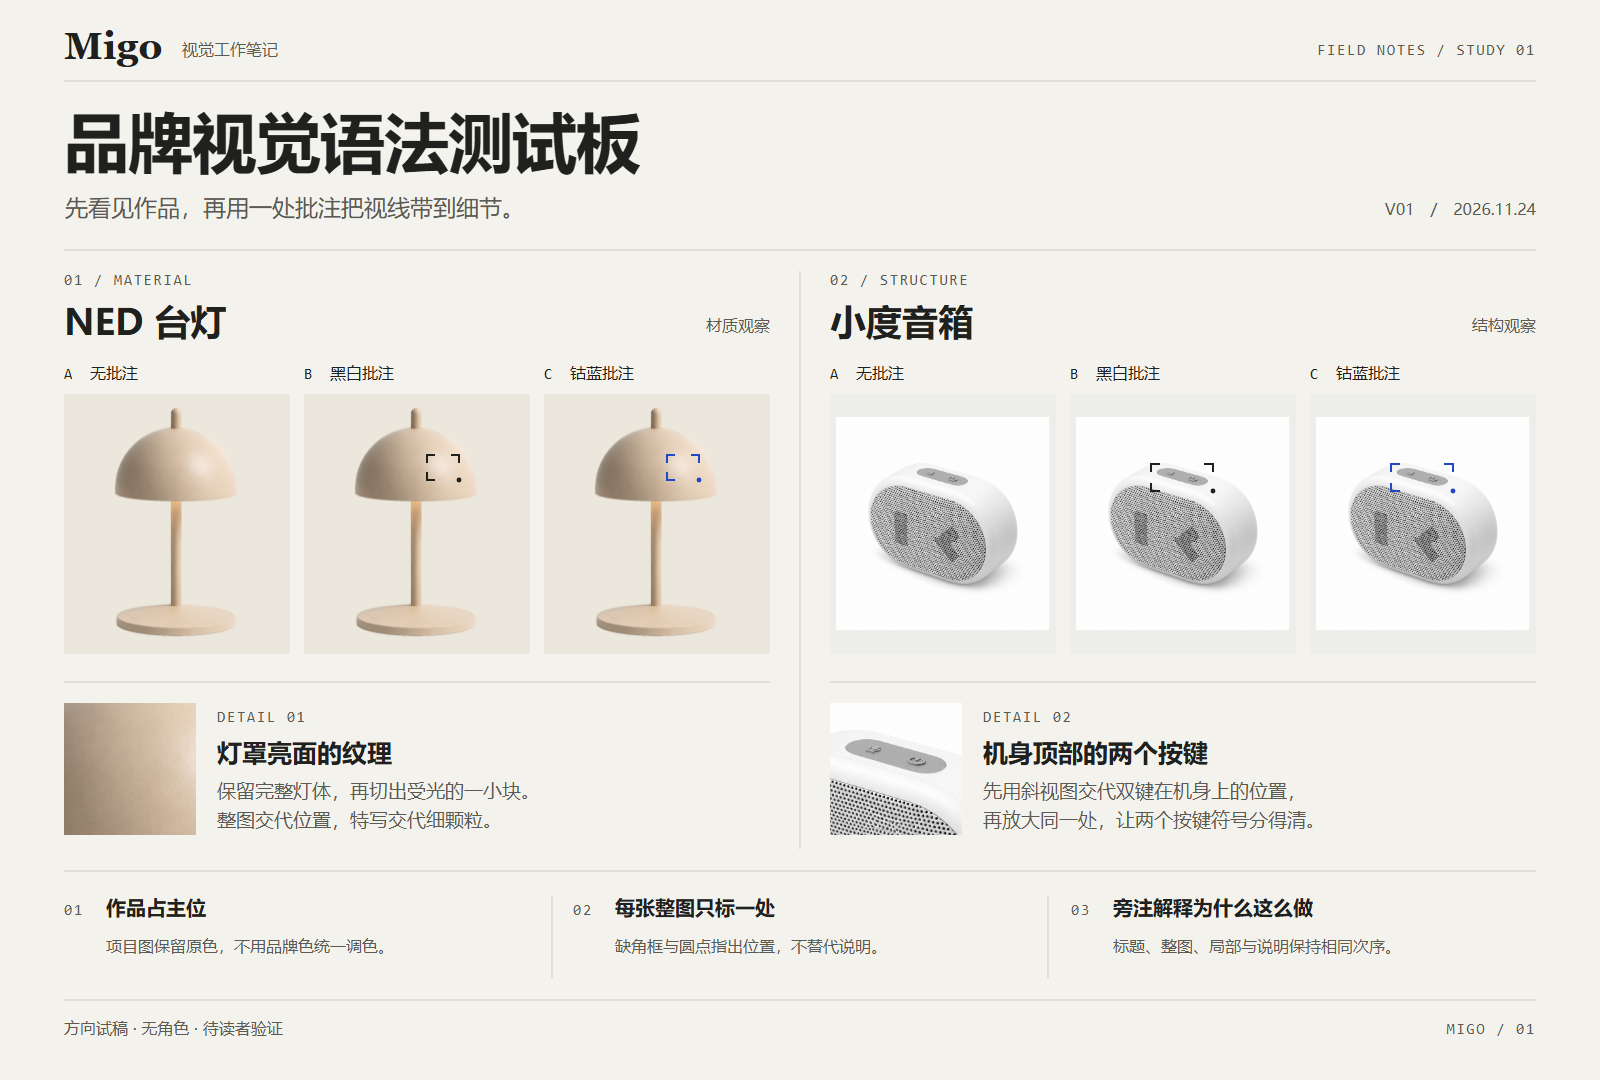 Migo 视觉工作笔记
FIELD NOTES / STUDY 01
品牌视觉语法测试板
先看见作品，再用一处批注把视线带到细节。
V01 / 2026.11.24
01 / MATERIAL
NED 台灯
材质观察
A 无批注
B 黑白批注
C 钴蓝批注
DETAIL 01
灯罩亮面的纹理
保留完整灯体，再切出受光的一小块。
整图交代位置，特写交代细颗粒。
02 / STRUCTURE
小度音箱
结构观察
A 无批注
B 黑白批注
C 钴蓝批注
DETAIL 02
机身顶部的两个按键
先用斜视图交代双键在机身上的位置，
再放大同一处，让两个按键符号分得清。
01 作品占主位
项目图保留原色，不用品牌色统一调色。
02 每张整图只标一处
缺角框与圆点指出位置，不替代说明。
03 旁注解释为什么这么做
标题、整图、局部与说明保持相同次序。
方向试稿 · 无角色 · 待读者验证
MIGO / 01